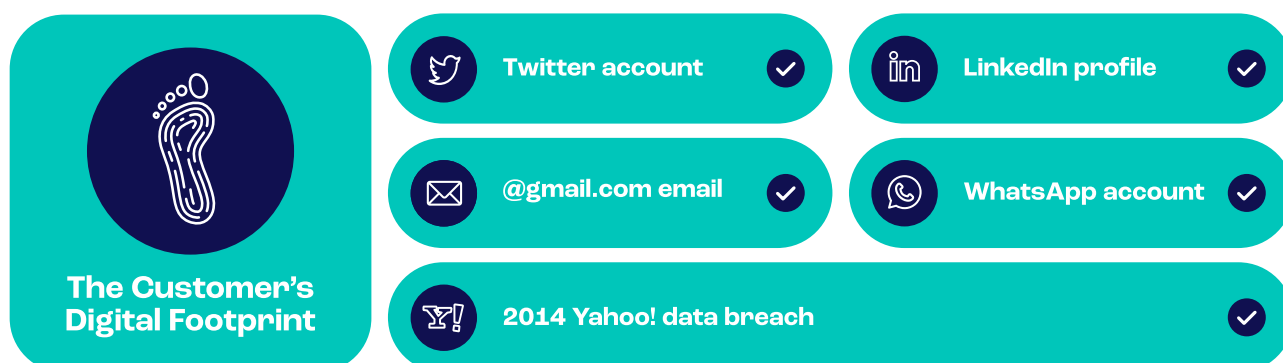 The Customer's
Digital Footprint
Twitter account
LinkedIn profile
@gmail.com email
WhatsApp account
2014 Yahoo! data breach